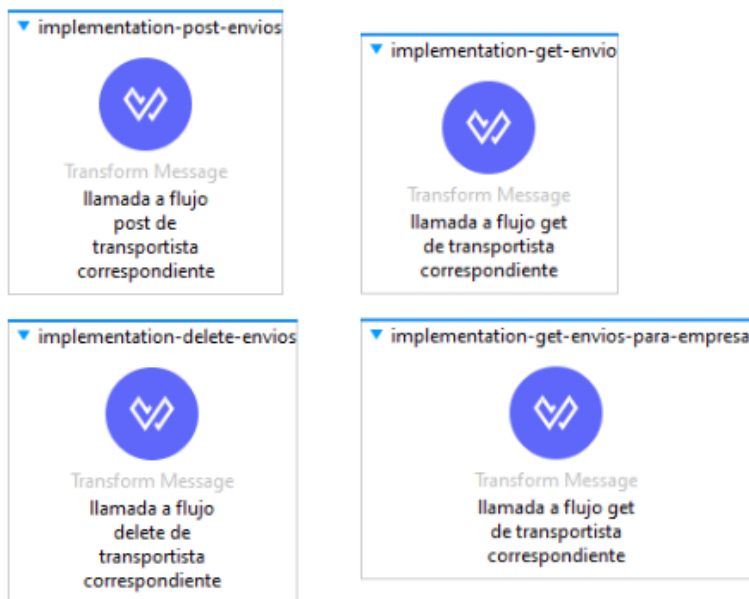 implementation-post-envios
Transform Message
llamada a flujo
post de
transportista
correspondiente
implementation-get-envio
Transform Message
llamada a flujo get
de transportista
correspondiente
implementation-delete-envios
Transform Message
llamada a flujo
delete de
transportista
correspondiente
implementation-get-envios-para-empresa
Transform Message
llamada a flujo get
de transportista
correspondiente